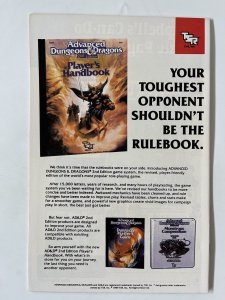 TSR
Advanced
Dungeons & Dragons
Player's Handbook
YOUR
TOUGHEST
OPPONENT
SHOULDN'T
BE THE
RULEBOOK.
We think it's time that the rulebooks were on your side. Introducing ADVANCED
DUNGEONS & DRAGONS 2nd Edition game system, the revised, player-friendly
edition of the world's most popular role-playing game.
After 15,000 letters, years of research, and many hours of playtesting, the game
system you've enjoyed is even better. We've revised our handbooks to be more
concise and better indexed. Awkward mechanics have been cleaned up, and out
changes have been made to improve play. Revised tables, charts and stats make
for a smoother game, and powerful new graphics create vivid images for campaign
play. In short, the best just got better.
But fear not. AD&D 2nd
Edition products are designed
to improve your game. All
AD&D 2nd Edition products
are compatible with existing
AD&D products.
So arm yourself with the new
AD&D 2nd Edition Player's
Handbook. With what's in
store for you on your journey,
the last thing you need is
another opponent.